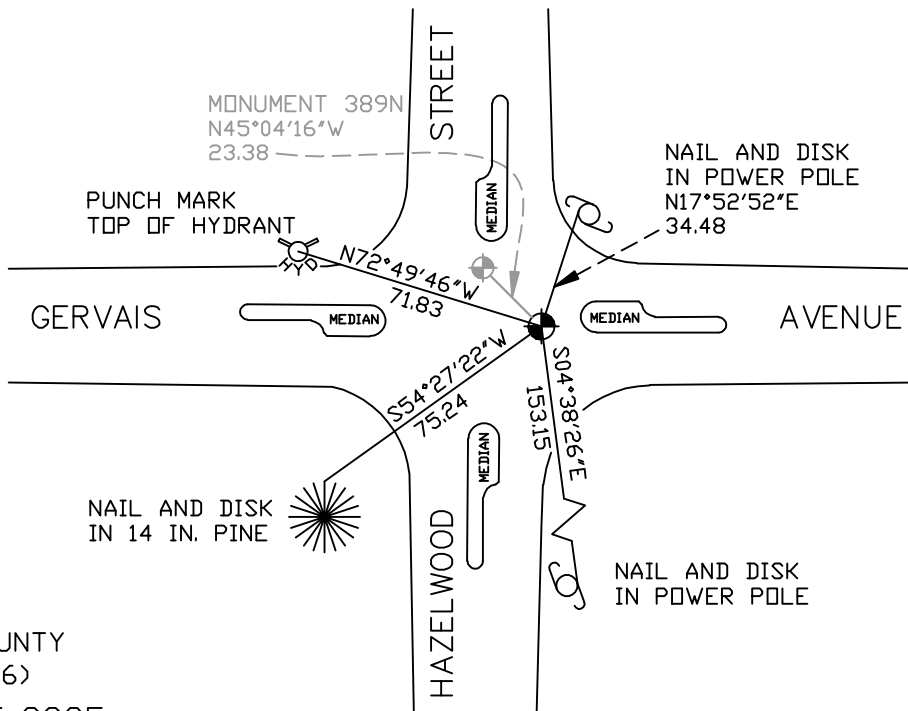 STREET
MONUMENT 389N
N45°04'16"W
23.38
NAIL AND DISK
IN POWER POLE
N17°52'52"E
34.48
PUNCH MARK
TOP OF HYDRANT
MEDIAN
HYD
N72°49'46"W
71.83
GERVAIS
MEDIAN
MEDIAN
AVENUE
S54°27'22"W
75.24
S04°38'26"E
153.15
MEDIAN
NAIL AND DISK
IN 14 IN. PINE
HAZELWOOD
NAIL AND DISK
IN POWER POLE
UNTY
6)